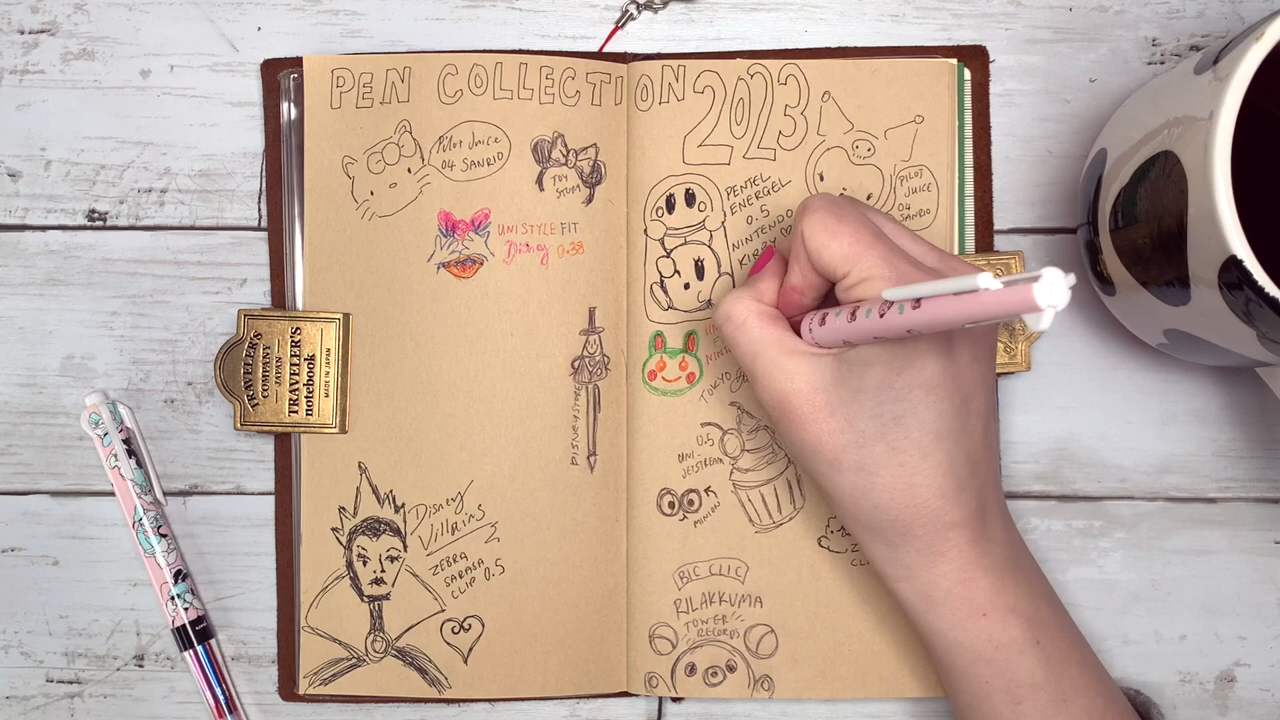 PEN COLLECTION 2023
Pilot Juice
04 SANRIO
TOY
STORY
UNI STYLE FIT
Disney 0.38
DISNEY STORE
Disney
Villains
ZEBRA
SARASA
CLIP 0.5
TRAVELER'S
COMPANY
JAPAN
TRAVELER'S
notebook
MADE IN JAPAN
PENTEL
ENERGEL
0.5
NINTENDO
KIRBY
PILOT
JUICE
04
SANRIO
TOKYO
0.5
UNI-
JETSTREAM
MINION
BIC CLIC
RILAKKUMA
TOWER
RECORDS